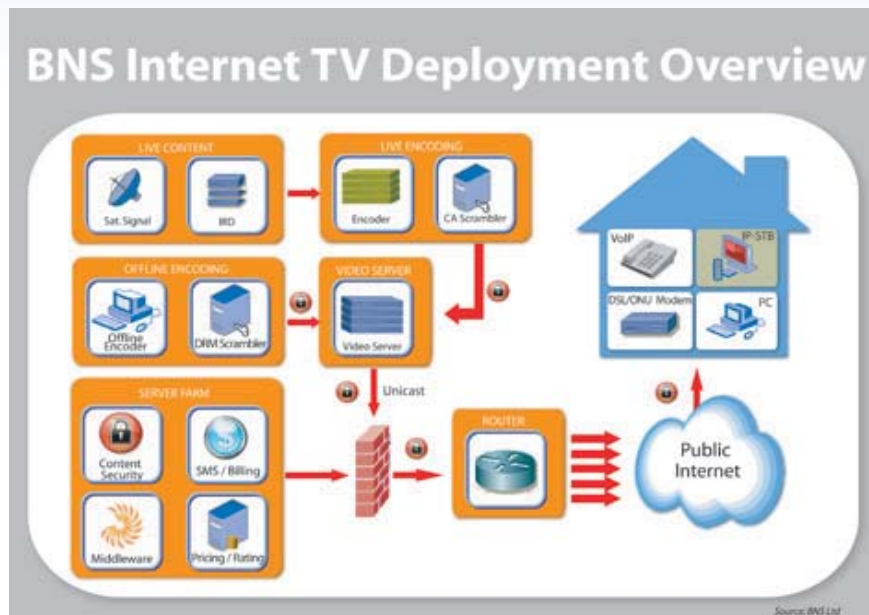 BNS Internet TV Deployment Overview
LIVE CONTENT
Sat. Signal
IRD
LIVE ENCODING
Encoder
CA Scrambler
OFFLINE ENCODING
Offline
Encoder
DRM Scrambler
VIDEO SERVER
Video Server
VoIP
IP-STB
DSL/ONU Modem
PC
Unicast
SERVER FARM
Content
Security
SMS / Billing
Middleware
Pricing / Rating
ROUTER
Public
Internet
Source: BNS Ltd